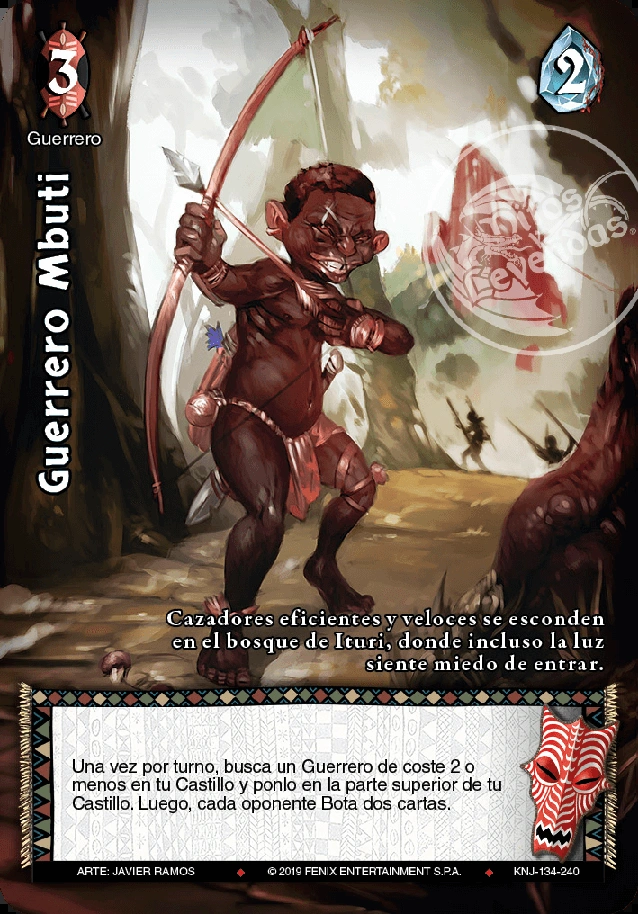 3
2
Guerrero
Mitos
y
Leyendas
Guerrero Mbuti
Cazadores eficientes y veloces se esconden
en el bosque de Ituri, donde incluso la luz
siente miedo de entrar.
Una vez por turno, busca un Guerrero de coste 2 o
menos en tu Castillo y ponlo en la parte superior de tu
Castillo. Luego, cada oponente Bota dos cartas.
ARTE: JAVIER RAMOS ♦ © 2019 FENIX ENTERTAINMENT S.P.A. ♦ KNJ-134-240